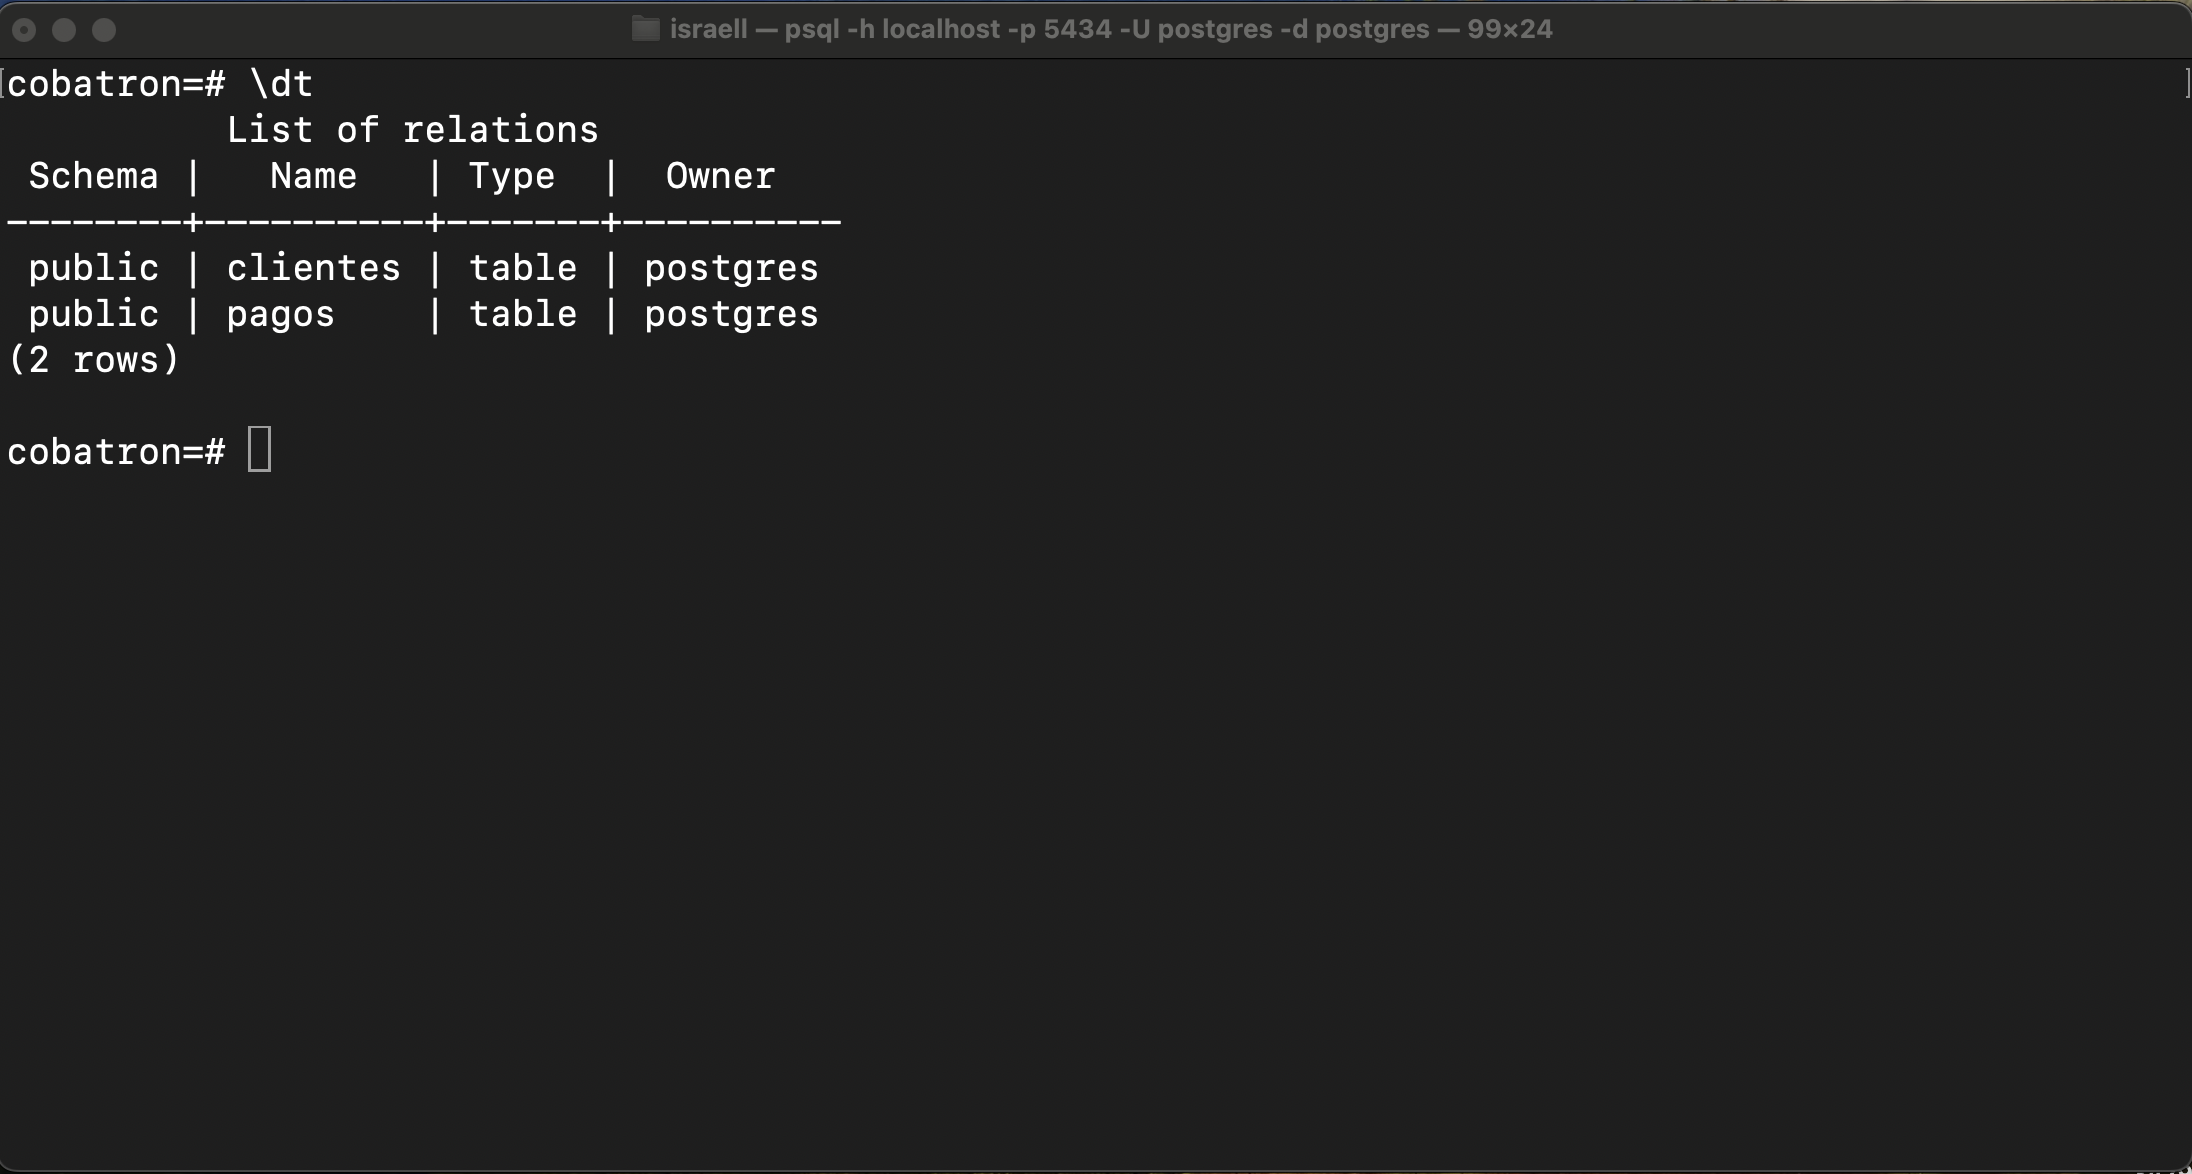 israell — psql -h localhost -p 5434 -U postgres -d postgres — 99×24
[cobatron=# \dt ]
List of relations
Schema | Name | Type | Owner
--------+----------+-------+----------
public | clientes | table | postgres
public | pagos | table | postgres
(2 rows)
cobatron=#